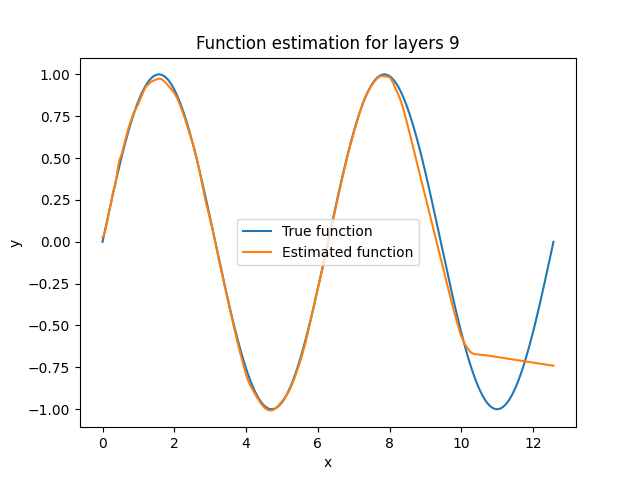 Function estimation for layers 9
1.00
0.75
0.50
0.25
0.00
−0.25
−0.50
−0.75
−1.00
y
True function
Estimated function
0 2 4 6 8 10 12
x